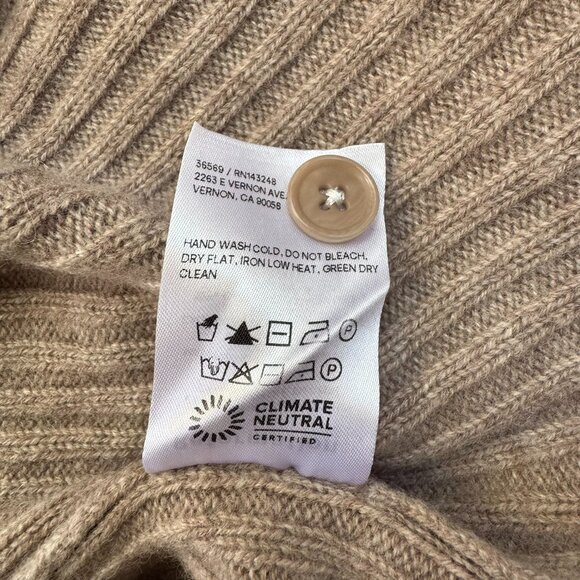 36569 / RN143248
2263 E VERNON AVE.
VERNON, CA 90058
HAND WASH COLD, DO NOT BLEACH,
DRY FLAT, IRON LOW HEAT, GREEN DRY
CLEAN
P
P
CLIMATE
NEUTRAL
CERTIFIED